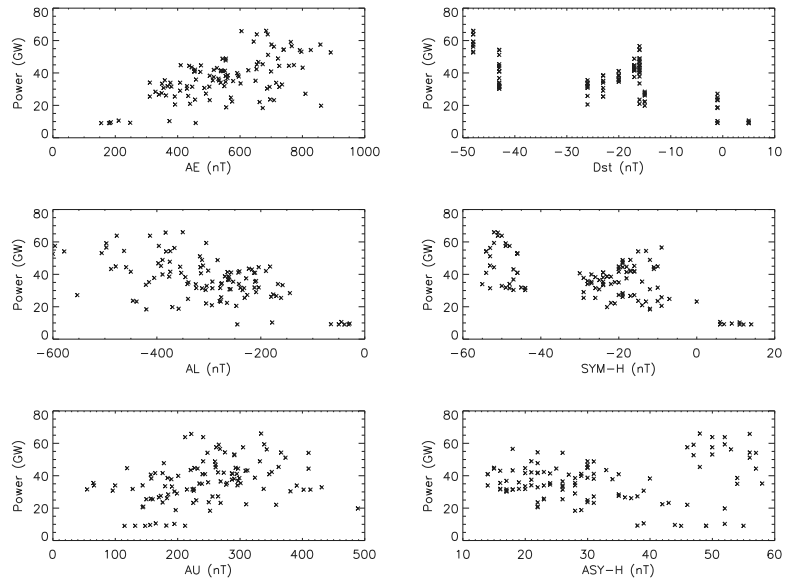 80
60
40
20
0
Power (GW)
0 200 400 600 800 1000
AE (nT)
80
60
40
20
0
Power (GW)
−50 −40 −30 −20 −10 0 10
Dst (nT)
80
60
40
20
0
Power (GW)
−600 −400 −200 0
AL (nT)
80
60
40
20
0
Power (GW)
−60 −40 −20 0 20
SYM−H (nT)
80
60
40
20
0
Power (GW)
0 100 200 300 400 500
AU (nT)
80
60
40
20
0
Power (GW)
10 20 30 40 50 60
ASY−H (nT)